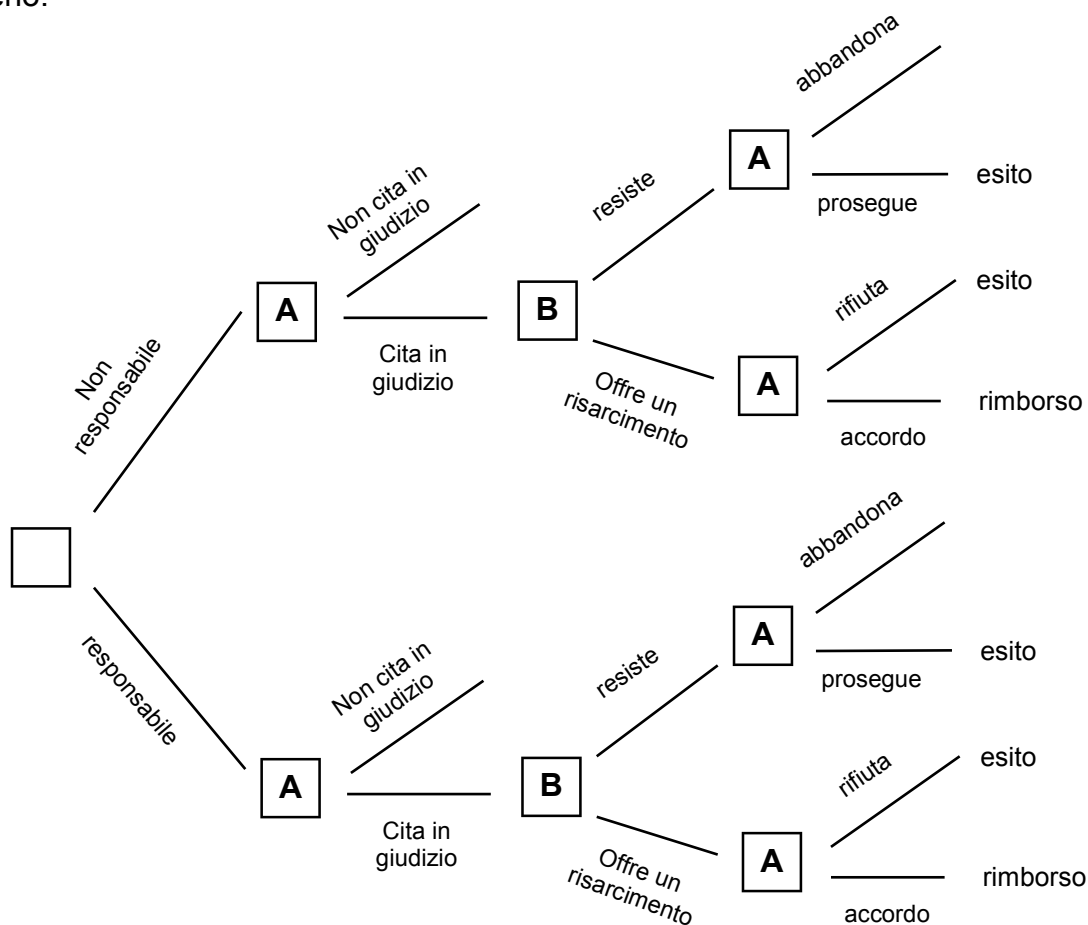 abbandona
A
esito
prosegue
resiste
Non cita in
giudizio
A
B
rifiuta
esito
Cita in
giudizio
A
Offre un
risarcimento
rimborso
accordo
Non
responsabile
responsabile
abbandona
A
esito
prosegue
resiste
Non cita in
giudizio
A
B
rifiuta
esito
Cita in
giudizio
A
Offre un
risarcimento
rimborso
accordo